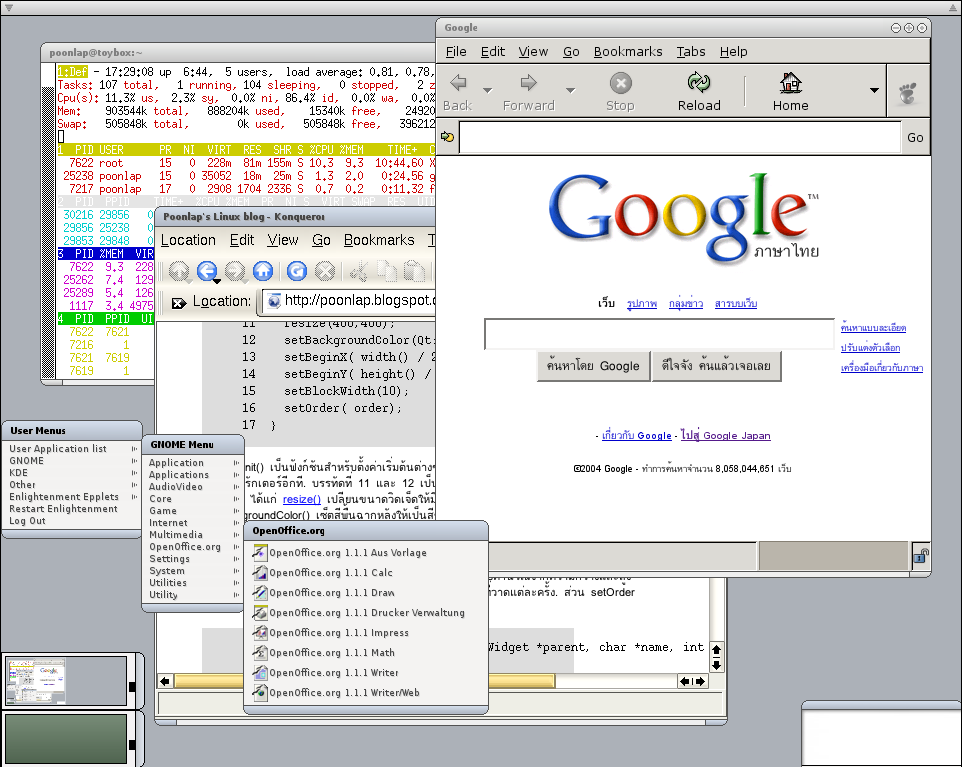 poonlap@toybox:~
1:Def - 17:29:08 up  6:44,  5 users,  load average: 0.81, 0.78,
Tasks: 107 total,   1 running, 104 sleeping,   0 stopped,   2 z
Cpu(s): 11.3% us,  2.3% sy,  0.0% ni, 86.4% id,  0.0% wa,  0.0%
Mem:    903544k total,   888204k used,    15340k free,    24920
Swap:   505848k total,        0k used,   505848k free,   396212
1  PID USER      PR  NI  VIRT  RES  SHR S %CPU %MEM    TIME+  C
7622 root      15   0  228m  81m 155m S 10.3  9.3  10:44.60 X
25238 poonlap   15   0 35052  18m  25m S  1.3  2.0   0:24.56 g
7217 poonlap   17   0  2908 1704 2336 S  0.7  0.2   0:11.32 f
2  PID  PPID    TIME+  %CPU %MEM  PR  NI S  VIRT SWAP  RES  UI
30216 29856   0
29856 25238   0
29853 29848   0
3  PID %MEM  VIR
7622  9.3  228
25262  7.4  129
25289  5.4  126
1117  3.4 4975
4  PID  PPID  UI
7622  7621
7216     1
7621  7619
7619     1
Google
File Edit View Go Bookmarks Tabs Help
Back Forward Stop Reload Home
Go
Google™
ภาษาไทย
เว็บ รูปภาพ กลุ่มข่าว สารบบเว็บ
ค้นหาแบบละเอียด
ปรับแต่งตัวเลือก
เครื่องมือเกี่ยวกับภาษา
ค้นหาโดย Google ดีใจจัง ค้นแล้วเจอเลย
- เกี่ยวกับ Google - ไปสู่ Google Japan
©2004 Google - ทำการค้นหาจำนวน 8,058,044,651 เว็บ
Poonlap's Linux blog - Konqueror
Location Edit View Go Bookmarks T
Location: http://poonlap.blogspot.c
11 resize(400,400);
12 setBackgroundColor(Qt:
13 setBeginX( width() / 2
14 setBeginY( height() /
15 setBlockWidth(10);
16 setOrder( order);
17 }
nit() เป็นฟังก์ชันสำหรับตั้งค่าเริ่มต้นต่างๆ
รักเตอร์อีกที. บรรทัดที่ 11 และ 12 เป็น
ได้แก่ resize() เปลี่ยนขนาดวิดเจ็ดให้มี
groundColor() เซ็ตสีพื้นฉากหลังให้เป็นสี
วาดแต่ละครั้ง. ส่วน setOrder
Widget *parent, char *name, int
User Menus
User Application list
GNOME
KDE
Other
Enlightenment Epplets
Restart Enlightenment
Log Out
GNOME Menu
Application
Applications
AudioVideo
Core
Game
Internet
Multimedia
OpenOffice.org
Settings
System
Utilities
Utility
OpenOffice.org
OpenOffice.org 1.1.1 Aus Vorlage
OpenOffice.org 1.1.1 Calc
OpenOffice.org 1.1.1 Draw
OpenOffice.org 1.1.1 Drucker Verwaltung
OpenOffice.org 1.1.1 Impress
OpenOffice.org 1.1.1 Math
OpenOffice.org 1.1.1 Writer
OpenOffice.org 1.1.1 Writer/Web